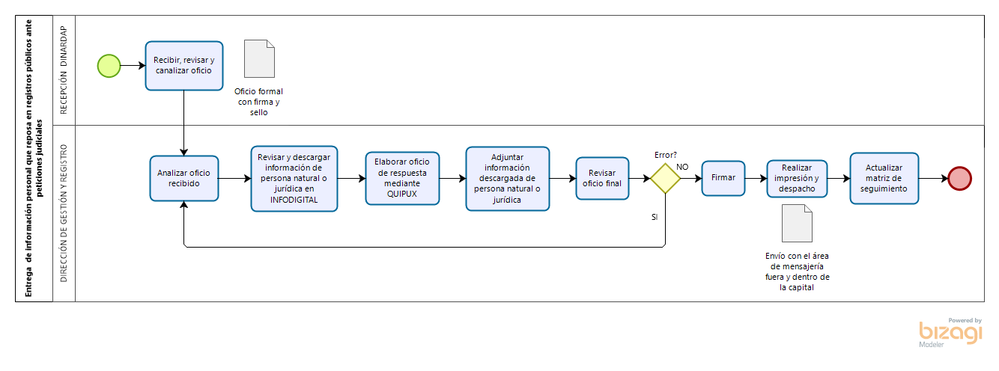 Entrega de información personal que reposa en registros públicos ante
peticiones judiciales
RECEPCIÓN DINARDAP
Recibir, revisar y
canalizar oficio
Oficio formal
con firma y
sello
DIRECCIÓN DE GESTIÓN Y REGISTRO
Analizar oficio
recibido
Revisar y descargar
información de
persona natural o
jurídica en
INFODIGITAL
Elaborar oficio
de respuesta
mediante
QUIPUX
Adjuntar
información
descargada de
persona natural o
jurídica
Revisar
oficio final
Error?
NO
SI
Firmar
Realizar
impresión y
despacho
Envío con el área
de mensajería
fuera y dentro de
la capital
Actualizar
matriz de
seguimiento
Powered by
bizagi
Modeler